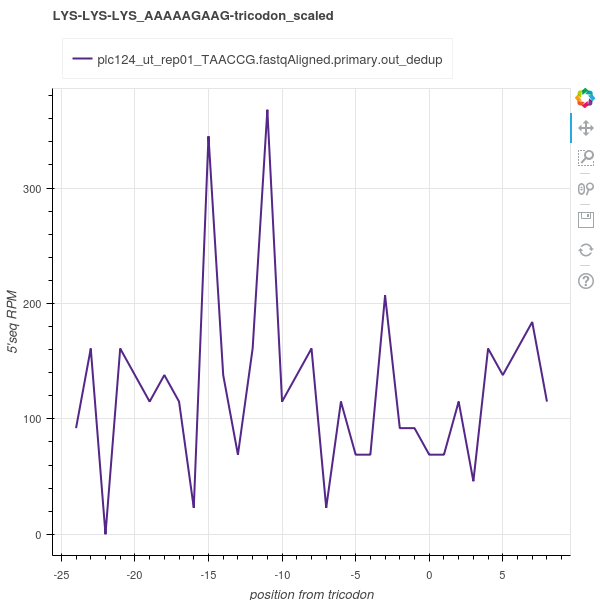 LYS-LYS-LYS_AAAAAGAAG-tricodon_scaled
plc124_ut_rep01_TAACCG.fastqAligned.primary.out_dedup
300
200
100
0
5'seq RPM
-25 -20 -15 -10 -5 0 5
position from tricodon